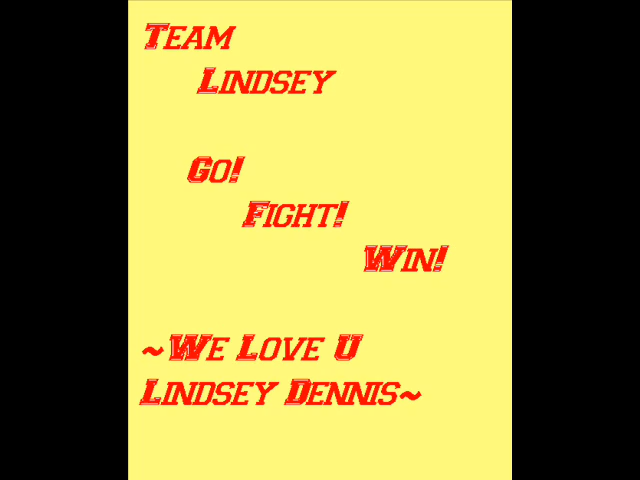 Team
Lindsey
Go!
Fight!
Win!
~We Love U
Lindsey Dennis~